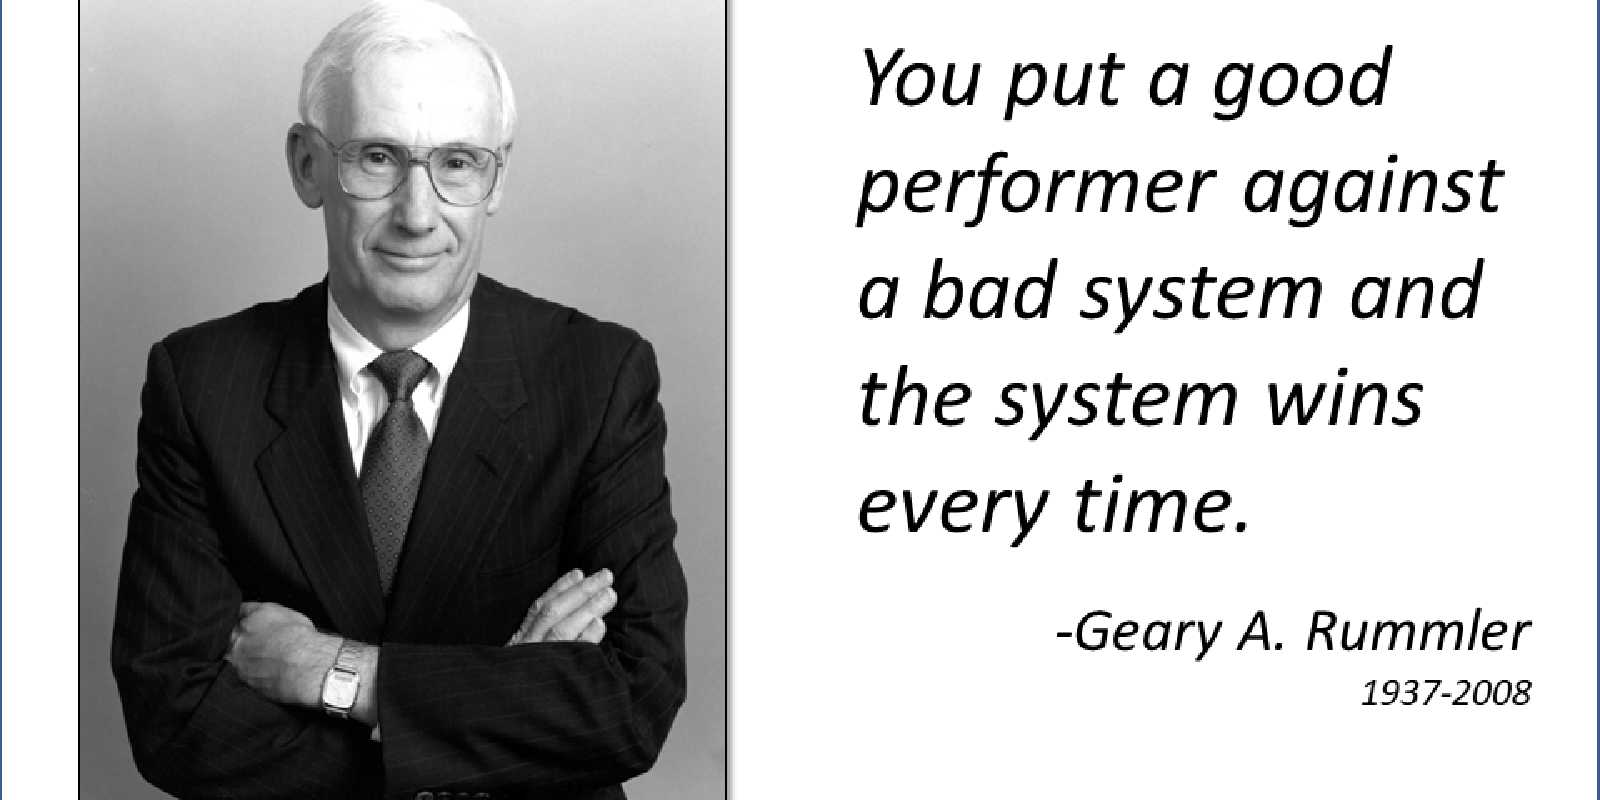 You put a good
performer against
a bad system and
the system wins
every time.
-Geary A. Rummler
1937-2008